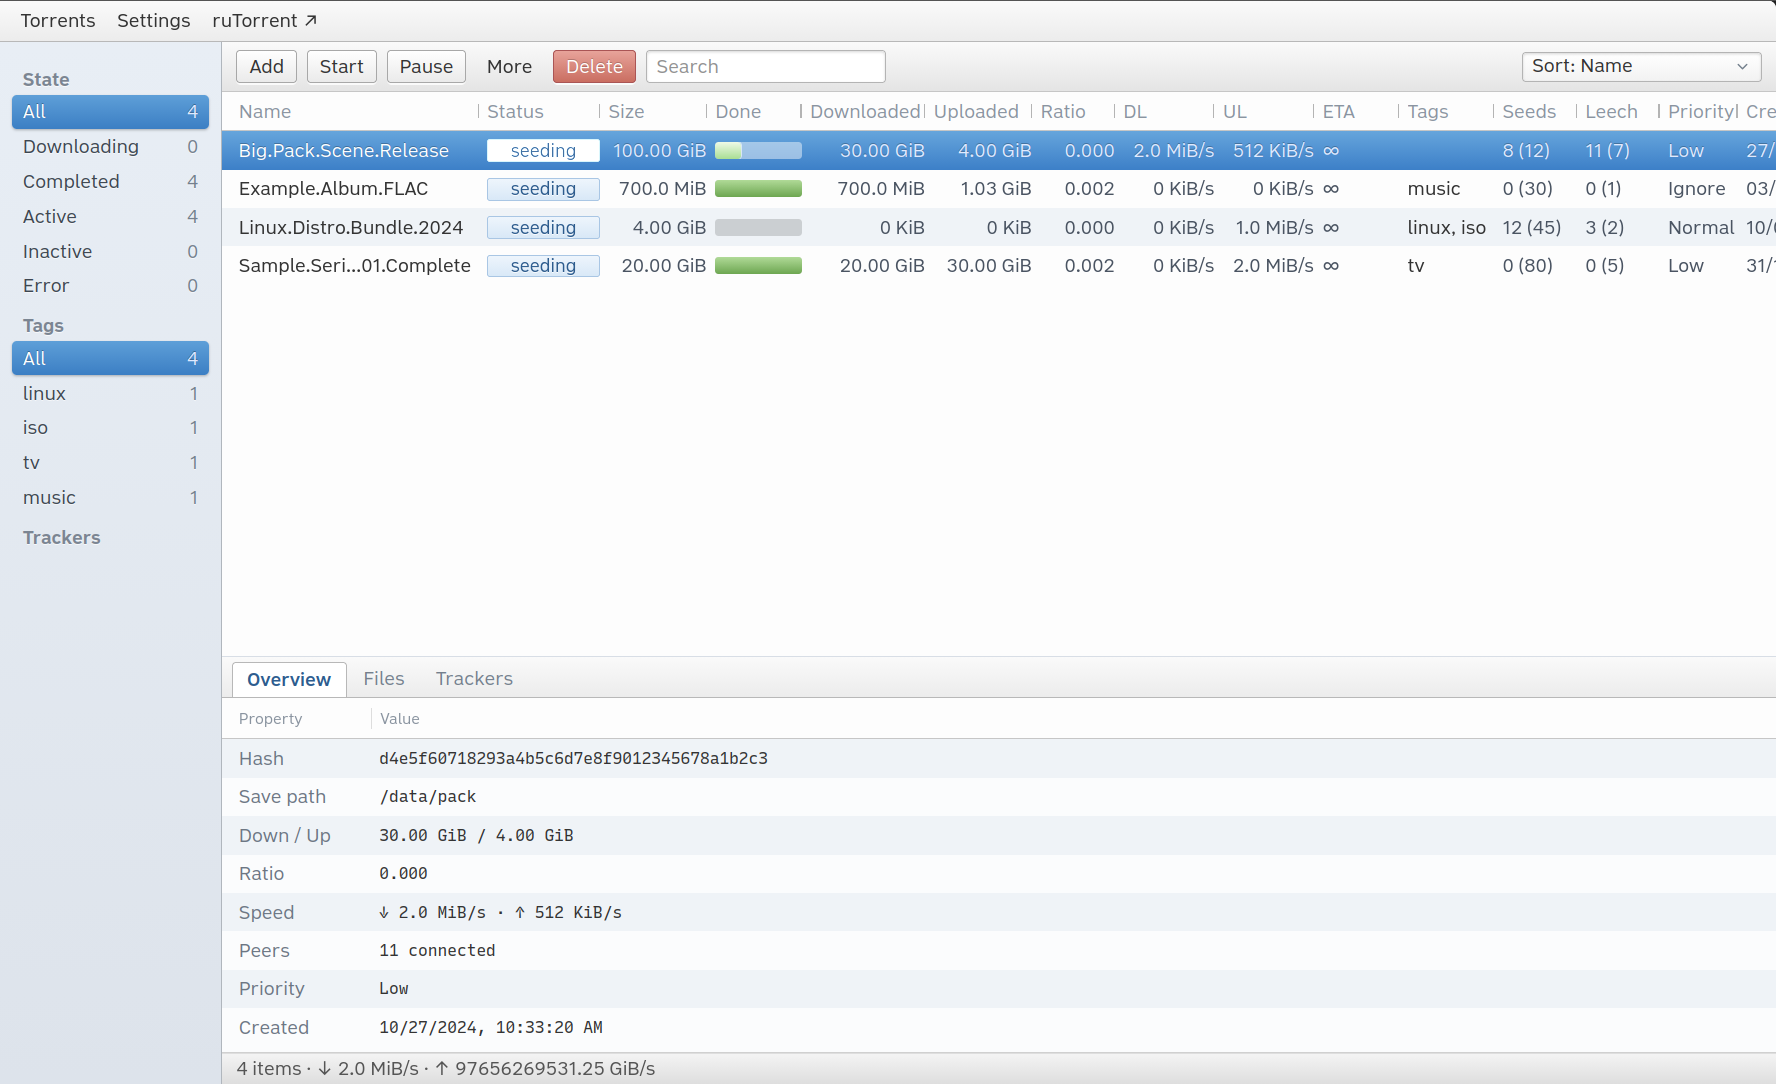 Torrents Settings ruTorrent ↗
Add Start Pause More Delete Search Sort: Name
State
All 4
Downloading 0
Completed 4
Active 4
Inactive 0
Error 0
Tags
All 4
linux 1
iso 1
tv 1
music 1
Trackers
Name Status Size Done Downloaded Uploaded Ratio DL UL ETA Tags Seeds Leech Priority Cre
Big.Pack.Scene.Release seeding 100.00 GiB 30.00 GiB 4.00 GiB 0.000 2.0 MiB/s 512 KiB/s ∞ 8 (12) 11 (7) Low 27/
Example.Album.FLAC seeding 700.0 MiB 700.0 MiB 1.03 GiB 0.002 0 KiB/s 0 KiB/s ∞ music 0 (30) 0 (1) Ignore 03/
Linux.Distro.Bundle.2024 seeding 4.00 GiB 0 KiB 0 KiB 0.000 0 KiB/s 1.0 MiB/s ∞ linux, iso 12 (45) 3 (2) Normal 10/
Sample.Seri...01.Complete seeding 20.00 GiB 20.00 GiB 30.00 GiB 0.002 0 KiB/s 2.0 MiB/s ∞ tv 0 (80) 0 (5) Low 31/
Overview Files Trackers
Property Value
Hash d4e5f60718293a4b5c6d7e8f9012345678a1b2c3
Save path /data/pack
Down / Up 30.00 GiB / 4.00 GiB
Ratio 0.000
Speed ↓ 2.0 MiB/s · ↑ 512 KiB/s
Peers 11 connected
Priority Low
Created 10/27/2024, 10:33:20 AM
4 items · ↓ 2.0 MiB/s · ↑ 97656269531.25 GiB/s